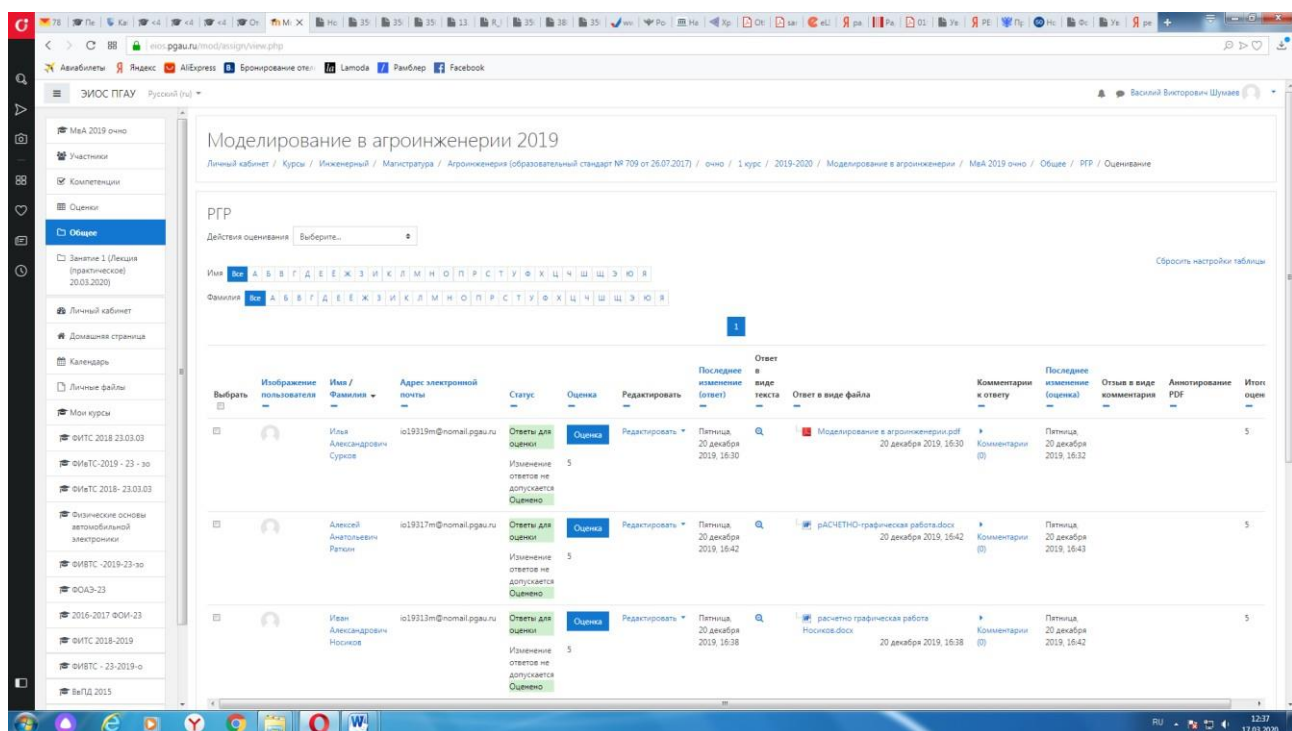 eios.pgau.ru/mod/assign/view.php
Авиабилеты Яндекс AliExpress Бронирование отел Lamoda Рамблер Facebook
ЭИОС ПГАУ Русский (ru)
Василий Викторович Шумаев
МвА 2019 очно
Участники
Компетенции
Оценки
Общее
Занятие 1 (Лекция
(практическое)
20.03.2020)
Личный кабинет
Домашняя страница
Календарь
Личные файлы
Мои курсы
ФИТС 2018 23.03.03
ФИвТС-2019 - 23 - зо
ФИвТС 2018- 23.03.03
Физические основы
автомобильной
электроники
ФИВТС -2019-23-зо
ФОАЭ-23
2016-2017 ФОИ-23
ФИТС 2018-2019
ФИВТС - 23-2019-о
ВвПД 2015
Моделирование в агроинженерии 2019
Личный кабинет / Курсы / Инженерный / Магистратура / Агроинженерия (образовательный стандарт № 709 от 26.07.2017) / очно / 1 курс / 2019-2020 / Моделирование в агроинженерии / МвА 2019 очно / Общее / РГР / Оценивание
РГР
Действия оценивания Выберите...
Сбросить настройки таблицы
Имя Все А Б В Г Д Е Ё Ж З И К Л М Н О П Р С Т У Ф Х Ц Ч Ш Щ Э Ю Я
Фамилия Все А Б В Г Д Е Ё Ж З И К Л М Н О П Р С Т У Ф Х Ц Ч Ш Щ Э Ю Я
1
Выбрать
Изображение
пользователя
Имя /
Фамилия
Адрес электронной
почты
Статус
Оценка
Редактировать
Последнее
изменение
(ответ)
Ответ
в
виде
текста
Ответ в виде файла
Комментарии
к ответу
Последнее
изменение
(оценка)
Отзыв в виде
комментария
Аннотирование
PDF
Итого
оцен
Илья
Александрович
Сурков
io19319m@nomail.pgau.ru
Ответы для
оценки
Изменение
ответов не
допускается
Оценено
Оценка
5
Редактировать
Пятница,
20 декабря
2019, 16:30
Моделирование в агроинженерии.pdf
20 декабря 2019, 16:30
Комментарии
(0)
Пятница,
20 декабря
2019, 16:32
5
Алексей
Анатольевич
Раткин
io19317m@nomail.pgau.ru
Ответы для
оценки
Изменение
ответов не
допускается
Оценено
Оценка
5
Редактировать
Пятница,
20 декабря
2019, 16:42
рАСЧЕТНО-графическая работа.docx
20 декабря 2019, 16:42
Комментарии
(0)
Пятница,
20 декабря
2019, 16:43
5
Иван
Александрович
Носиков
io19313m@nomail.pgau.ru
Ответы для
оценки
Изменение
ответов не
допускается
Оценено
Оценка
5
Редактировать
Пятница,
20 декабря
2019, 16:38
расчетно графическая работа
Носиков.docx
20 декабря 2019, 16:38
Комментарии
(0)
Пятница,
20 декабря
2019, 16:42
5
RU
12:37
17.03.2020